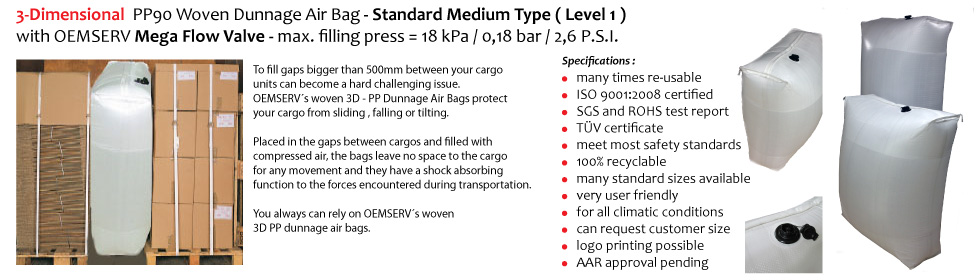 3-Dimensional PP90 Woven Dunnage Air Bag - Standard Medium Type ( Level 1 )
with OEMSERV Mega Flow Valve - max. filling press = 18 kPa / 0,18 bar / 2,6 P.S.I.
To fill gaps bigger than 500mm between your cargo
units can become a hard challenging issue.
OEMSERV´s woven 3D - PP Dunnage Air Bags protect
your cargo from sliding , falling or tilting.
Placed in the gaps between cargos and filled with
compressed air, the bags leave no space to the cargo
for any movement and they have a shock absorbing
function to the forces encountered during transportation.
You always can rely on OEMSERV´s woven
3D PP dunnage air bags.
Specifications :
• many times re-usable
• ISO 9001:2008 certified
• SGS and ROHS test report
• TÜV certificate
• meet most safety standards
• 100% recyclable
• many standard sizes available
• very user friendly
• for all climatic conditions
• can request customer size
• logo printing possible
• AAR approval pending